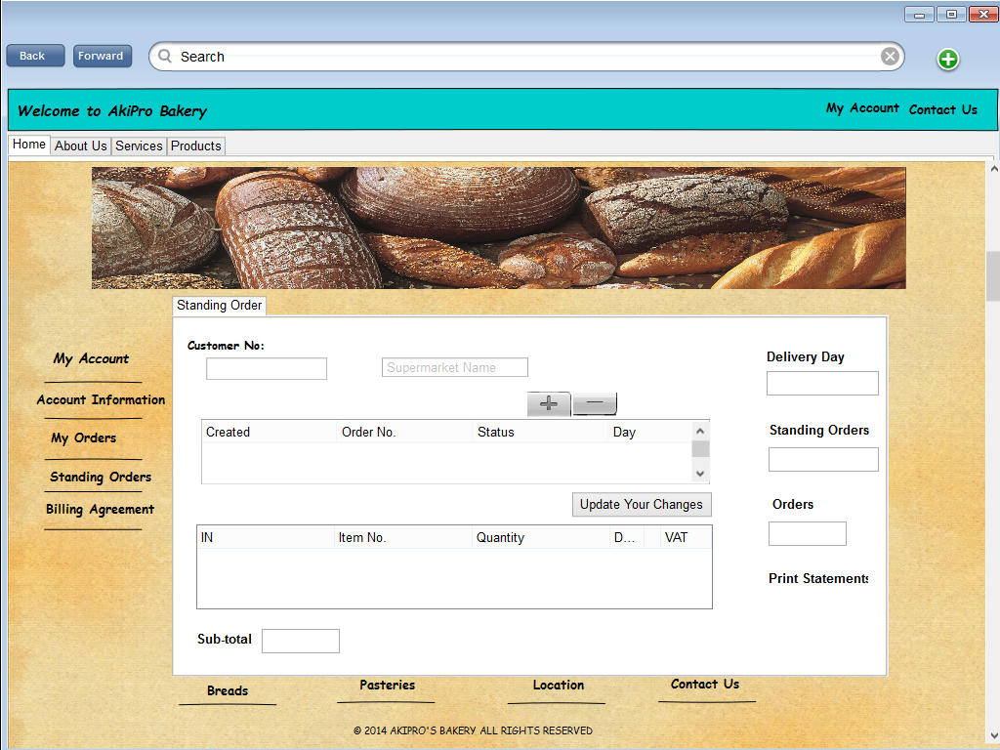 Back
Forward
Search
Welcome to AkiPro Bakery
My Account
Contact Us
Home
About Us
Services
Products
Standing Order
Customer No:
Supermarket Name
Delivery Day
My Account
Account Information
My Orders
Standing Orders
Billing Agreement
Created
Order No.
Status
Day
Standing Orders
Update Your Changes
Orders
IN
Item No.
Quantity
D...
VAT
Print Statements
Sub-total
Breads
Pasteries
Location
Contact Us
© 2014 AKIPRO'S BAKERY ALL RIGHTS RESERVED